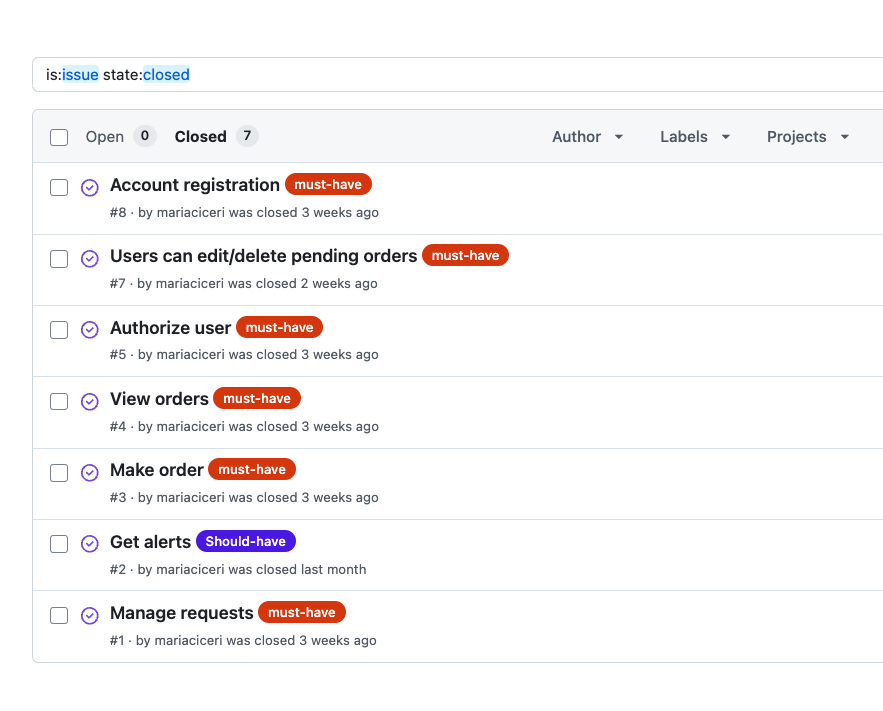 is:issue state:closed
Open 0 Closed 7 Author Labels Projects
Account registration must-have
#8 · by mariaciceri was closed 3 weeks ago
Users can edit/delete pending orders must-have
#7 · by mariaciceri was closed 2 weeks ago
Authorize user must-have
#5 · by mariaciceri was closed 3 weeks ago
View orders must-have
#4 · by mariaciceri was closed 3 weeks ago
Make order must-have
#3 · by mariaciceri was closed 3 weeks ago
Get alerts Should-have
#2 · by mariaciceri was closed last month
Manage requests must-have
#1 · by mariaciceri was closed 3 weeks ago